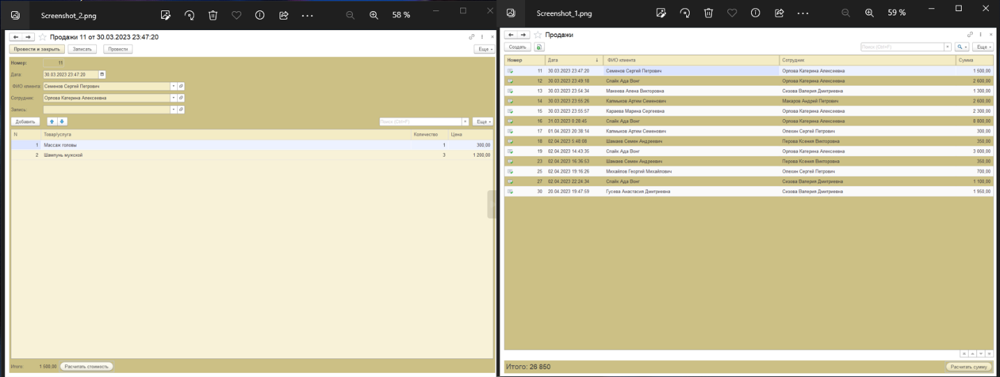 Screenshot_2.png
58 %
Продажи 11 от 30.03.2023 23:47:20
Провести и закрыть Записать Провести Еще
Номер: 11
Дата: 30.03.2023 23:47:20
ФИО клиента: Семенов Сергей Петрович
Сотрудник: Орлова Катерина Алексеевна
Запись:
Добавить Поиск (Ctrl+F) Еще
N Товар/услуга Количество Цена
1 Массаж головы 1 300,00
2 Шампунь мужской 3 1 200,00
Итого: 1 500,00 Расчитать стоимость
Screenshot_1.png
59 %
Продажи
Создать Поиск (Ctrl+F) Еще
Номер Дата ↓ ФИО клиента Сотрудник Сумма
11 30.03.2023 23:47:20 Семенов Сергей Петрович Орлова Катерина Алексеевна 1 500,00
12 30.03.2023 23:49:18 Спайк Ада Вонг Орлова Катерина Алексеевна 2 600,00
13 30.03.2023 23:54:34 Макеева Алена Викторовна Сизова Валерия Дмитриевна 1 300,00
14 30.03.2023 23:55:26 Калмыков Артем Семенович Макаров Андрей Петрович 2 600,00
15 30.03.2023 23:55:57 Караева Марина Сергеевна Орлова Катерина Алексеевна 2 300,00
16 31.03.2023 0:28:45 Спайк Ада Вонг Орлова Катерина Алексеевна 8 800,00
17 01.04.2023 20:38:14 Калмыков Артем Семенович Олехин Сергей Петрович 300,00
18 02.04.2023 5:48:08 Шамаев Семен Андреевич Перова Ксения Викторовна 350,00
19 02.04.2023 14:43:35 Спайк Ада Вонг Орлова Катерина Алексеевна 3 000,00
23 02.04.2023 16:36:53 Шамаев Семен Андреевич Перова Ксения Викторовна 350,00
25 02.04.2023 19:16:26 Михайлов Георгий Михайлович Олехин Сергей Петрович 700,00
27 02.04.2023 22:24:34 Спайк Ада Вонг Сизова Валерия Дмитриевна 1 100,00
30 20.04.2023 19:47:59 Гусева Анастасия Дмитриевна Сизова Валерия Дмитриевна 1 950,00
Итого: 26 850 Расчитать сумму